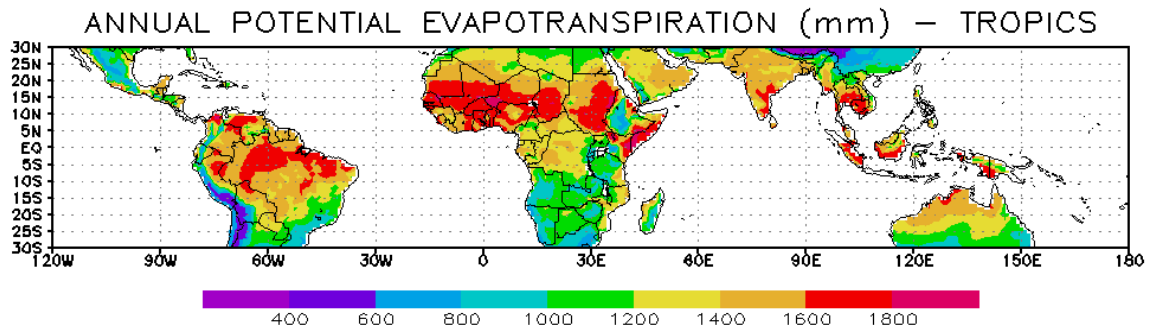 ANNUAL POTENTIAL EVAPOTRANSPIRATION (mm) — TROPICS
30N
25N
20N
15N
10N
5N
EQ
5S
10S
15S
20S
25S
30S
120W 90W 60W 30W 0 30E 60E 90E 120E 150E 180
400 600 800 1000 1200 1400 1600 1800